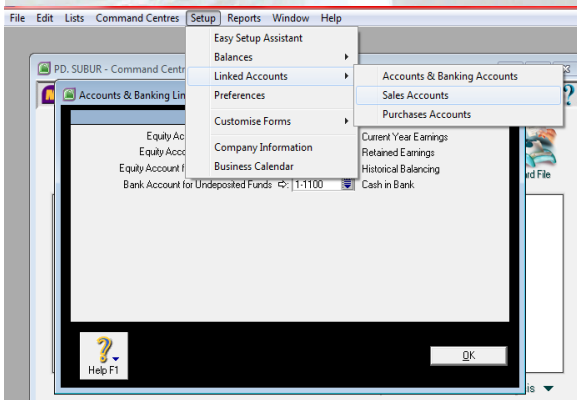 File Edit Lists Command Centres Setup Reports Window Help
Easy Setup Assistant
Balances
Linked Accounts
Preferences
Customise Forms
Company Information
Business Calendar
Accounts & Banking Accounts
Sales Accounts
Purchases Accounts
PD. SUBUR - Command Centr
Accounts & Banking Lin
Equity Ac
Current Year Earnings
Equity Acco
Retained Earnings
Equity Account f
Historical Balancing
Bank Account for Undeposited Funds 1-1100 Cash in Bank
rd File
?
Help F1
OK
is